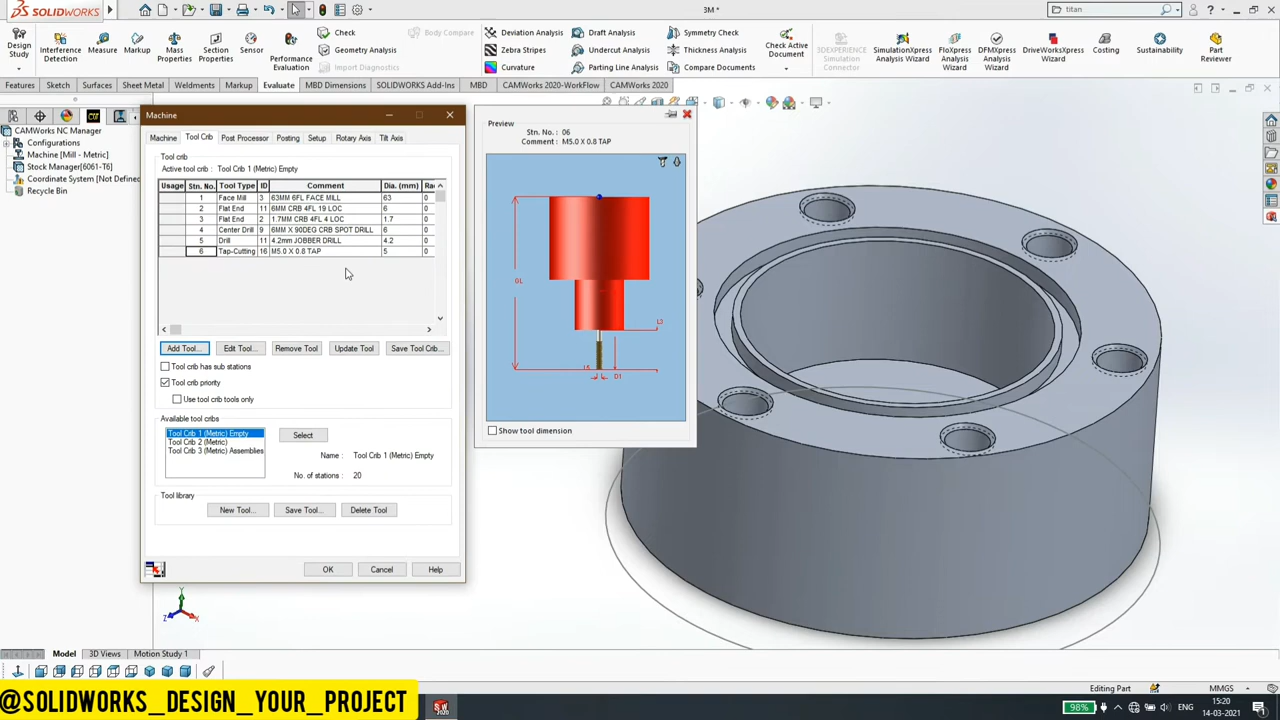 SOLIDWORKS
3M *
titan
Design Study
Interference Detection
Measure
Markup
Mass Properties
Section Properties
Sensor
Performance Evaluation
Check
Geometry Analysis
Import Diagnostics
Body Compare
Deviation Analysis
Zebra Stripes
Curvature
Draft Analysis
Undercut Analysis
Parting Line Analysis
Symmetry Check
Thickness Analysis
Compare Documents
Check Active Document
3DEXPERIENCE Simulation Connector
SimulationXpress Analysis Wizard
FloXpress Analysis Wizard
DFMXpress Analysis Wizard
DriveWorksXpress Wizard
Costing
Sustainability
Part Reviewer
Features Sketch Surfaces Sheet Metal Weldments Markup Evaluate MBD Dimensions SOLIDWORKS Add-Ins MBD CAMWorks 2020-WorkFlow CAMWorks 2020
CAMWorks NC Manager
Configurations
Machine [Mill - Metric]
Stock Manager[6061-T6]
Coordinate System [Not Defined
Recycle Bin
Machine
Machine Tool Crib Post Processor Posting Setup Rotary Axis Tilt Axis
Tool crib
Active tool crib : Tool Crib 1 (Metric) Empty
Usage Stn. No. Tool Type ID Comment Dia. (mm) Rac
1 Face Mill 3 63MM 6FL FACE MILL 63 0
2 Flat End 11 6MM CRB 4FL 19 LOC 6 0
3 Flat End 2 1.7MM CRB 4FL 4 LOC 1.7 0
4 Center Drill 9 6MM X 90DEG CRB SPOT DRILL 6 0
5 Drill 11 4.2mm JOBBER DRILL 4.2 0
6 Tap-Cutting 16 M5.0 X 0.8 TAP 5 0
Add Tool... Edit Tool... Remove Tool Update Tool Save Tool Crib...
Tool crib has sub stations
Tool crib priority
Use tool crib tools only
Available tool cribs
Tool Crib 1 (Metric) Empty
Tool Crib 2 (Metric)
Tool Crib 3 (Metric) Assemblies
Select
Name : Tool Crib 1 (Metric) Empty
No. of stations : 20
Tool library
New Tool... Save Tool... Delete Tool
OK Cancel Help
Preview
Stn. No. : 06
Comment : M5.0 X 0.8 TAP
OL
L3
L5
D1
Show tool dimension
Y
Z X
Model 3D Views Motion Study 1
Editing Part
MMGS
@SOLIDWORKS_DESIGN_YOUR_PROJECT
SW 2020
98%
ENG
15:20
14-03-2021